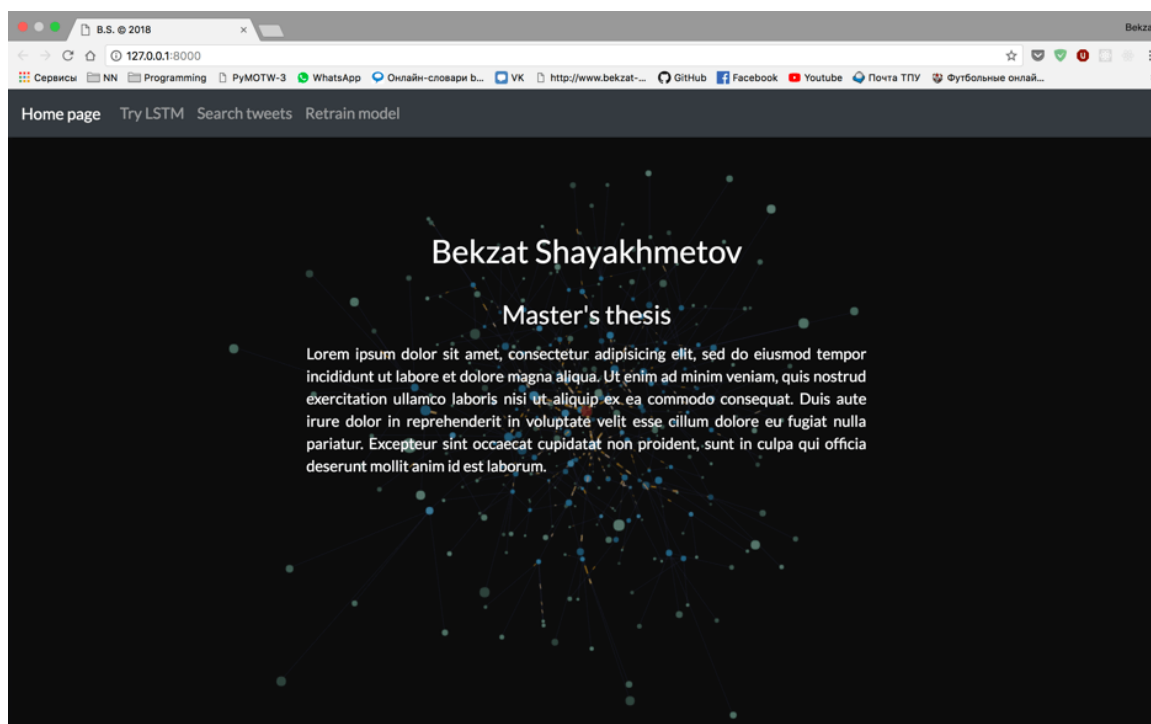 B.S. © 2018
Bekza
127.0.0.1:8000
Сервисы NN Programming PyMOTW-3 WhatsApp Онлайн-словари b... VK http://www.bekzat-... GitHub Facebook Youtube Почта ТПУ Футбольные онлай...
Home page Try LSTM Search tweets Retrain model
Bekzat Shayakhmetov
Master's thesis
Lorem ipsum dolor sit amet, consectetur adipisicing elit, sed do eiusmod tempor
incididunt ut labore et dolore magna aliqua. Ut enim ad minim veniam, quis nostrud
exercitation ullamco laboris nisi ut aliquip ex ea commodo consequat. Duis aute
irure dolor in reprehenderit in voluptate velit esse cillum dolore eu fugiat nulla
pariatur. Excepteur sint occaecat cupidatat non proident, sunt in culpa qui officia
deserunt mollit anim id est laborum.